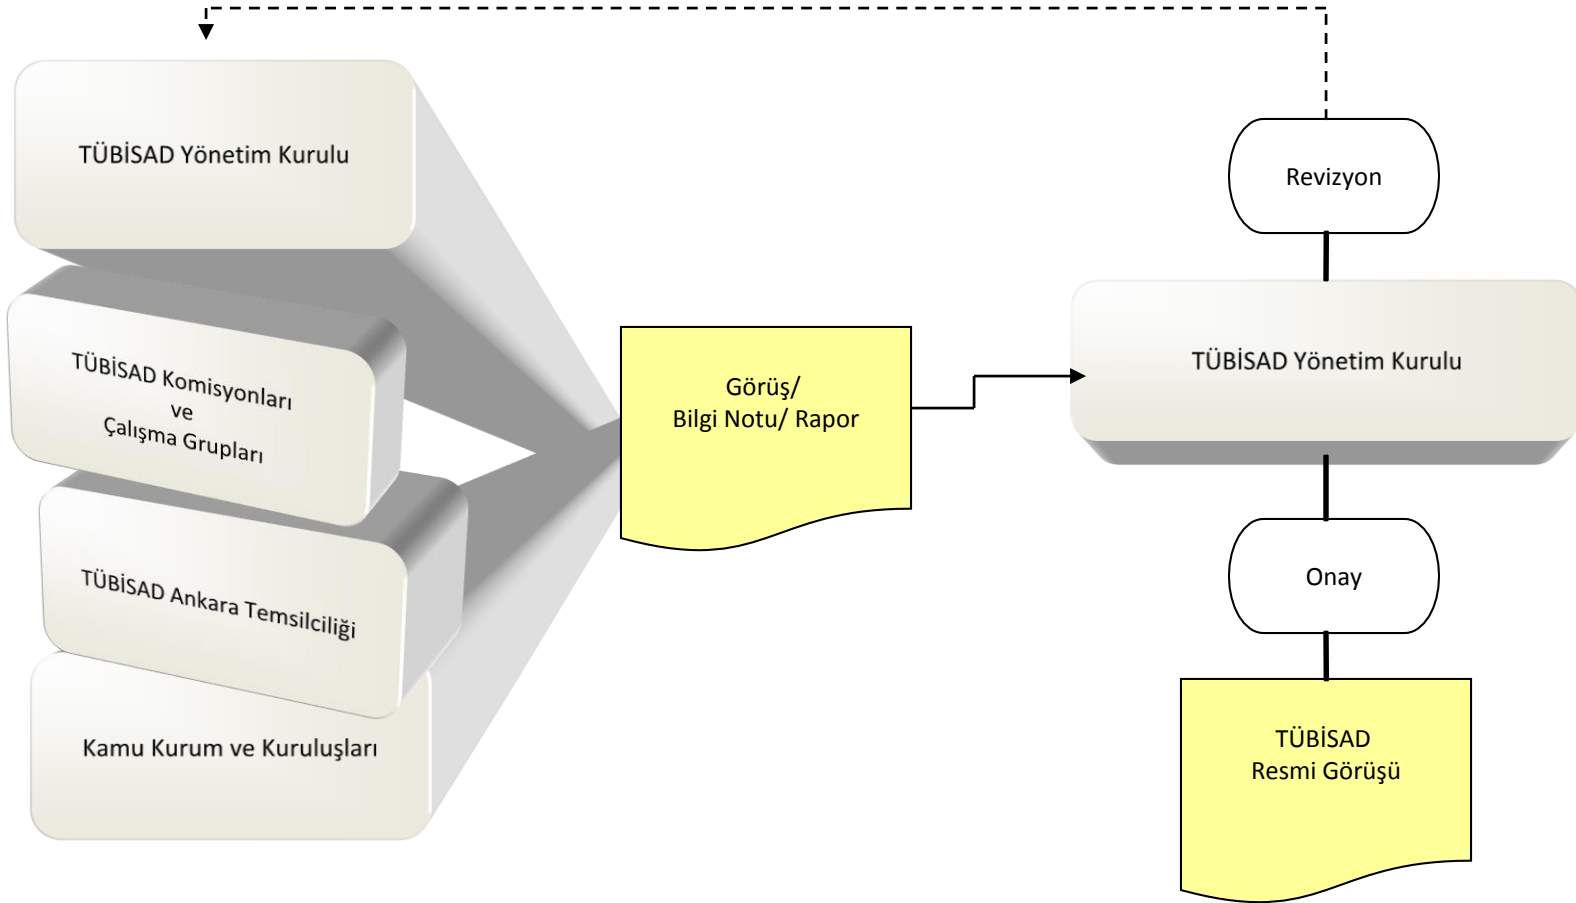 TÜBİSAD Yönetim Kurulu
TÜBİSAD Komisyonları
ve
Çalışma Grupları
TÜBİSAD Ankara Temsilciliği
Kamu Kurum ve Kuruluşları
Görüş/
Bilgi Notu/ Rapor
Revizyon
TÜBİSAD Yönetim Kurulu
Onay
TÜBİSAD
Resmi Görüşü